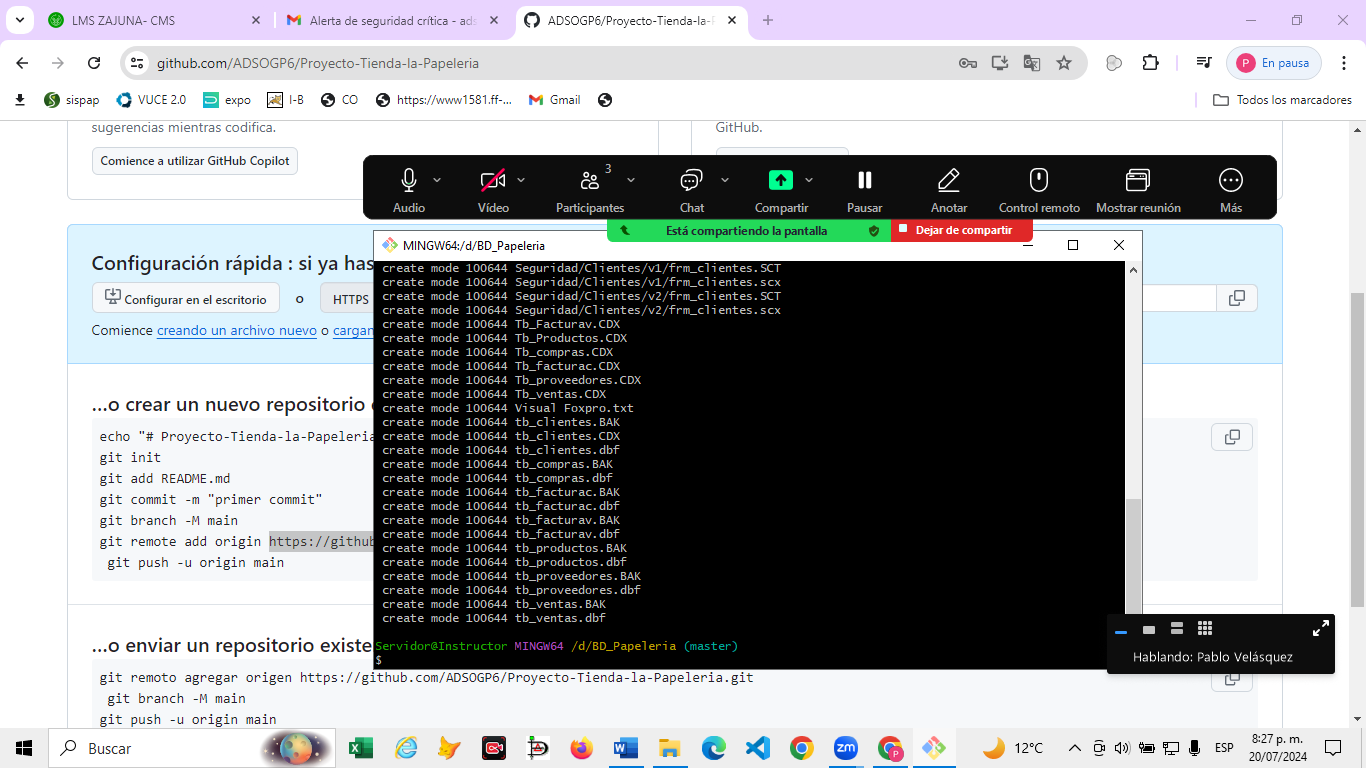 LMS ZAJUNA- CMS
Alerta de seguridad crítica - ads
ADSOGP6/Proyecto-Tienda-la-P
github.com/ADSOGP6/Proyecto-Tienda-la-Papeleria
P
En pausa
sispap
VUCE 2.0
expo
I-B
CO
https://www1581.ff-...
Gmail
Todos los marcadores
sugerencias mientras codifica.
GitHub.
Comience a utilizar GitHub Copilot
3
Audio
Vídeo
Participantes
Chat
Compartir
Pausar
Anotar
Control remoto
Mostrar reunión
Más
Está compartiendo la pantalla
Dejar de compartir
Configuración rápida : si ya has
Configurar en el escritorio
o
HTTPS
Comience creando un archivo nuevo o cargan
...o crear un nuevo repositorio
echo "# Proyecto-Tienda-la-Papeleria
git init
git add README.md
git commit -m "primer commit"
git branch -M main
git remote add origin https://github
git push -u origin main
MINGW64:/d/BD_Papeleria
create mode 100644 Seguridad/Clientes/v1/frm_clientes.SCT
create mode 100644 Seguridad/Clientes/v1/frm_clientes.scx
create mode 100644 Seguridad/Clientes/v2/frm_clientes.SCT
create mode 100644 Seguridad/Clientes/v2/frm_clientes.scx
create mode 100644 Tb_Facturav.CDX
create mode 100644 Tb_Productos.CDX
create mode 100644 Tb_compras.CDX
create mode 100644 Tb_facturac.CDX
create mode 100644 Tb_proveedores.CDX
create mode 100644 Tb_ventas.CDX
create mode 100644 Visual Foxpro.txt
create mode 100644 tb_clientes.BAK
create mode 100644 tb_clientes.CDX
create mode 100644 tb_clientes.dbf
create mode 100644 tb_compras.BAK
create mode 100644 tb_compras.dbf
create mode 100644 tb_facturac.BAK
create mode 100644 tb_facturac.dbf
create mode 100644 tb_facturav.BAK
create mode 100644 tb_facturav.dbf
create mode 100644 tb_productos.BAK
create mode 100644 tb_productos.dbf
create mode 100644 tb_proveedores.BAK
create mode 100644 tb_proveedores.dbf
create mode 100644 tb_ventas.BAK
create mode 100644 tb_ventas.dbf
Servidor@Instructor MINGW64 /d/BD_Papeleria (master)
$
Hablando: Pablo Velásquez
...o enviar un repositorio existe
git remoto agregar origen https://github.com/ADSOGP6/Proyecto-Tienda-la-Papeleria.git
git branch -M main
git push -u origin main
Buscar
zm
12°C
ESP
8:27 p. m.
20/07/2024